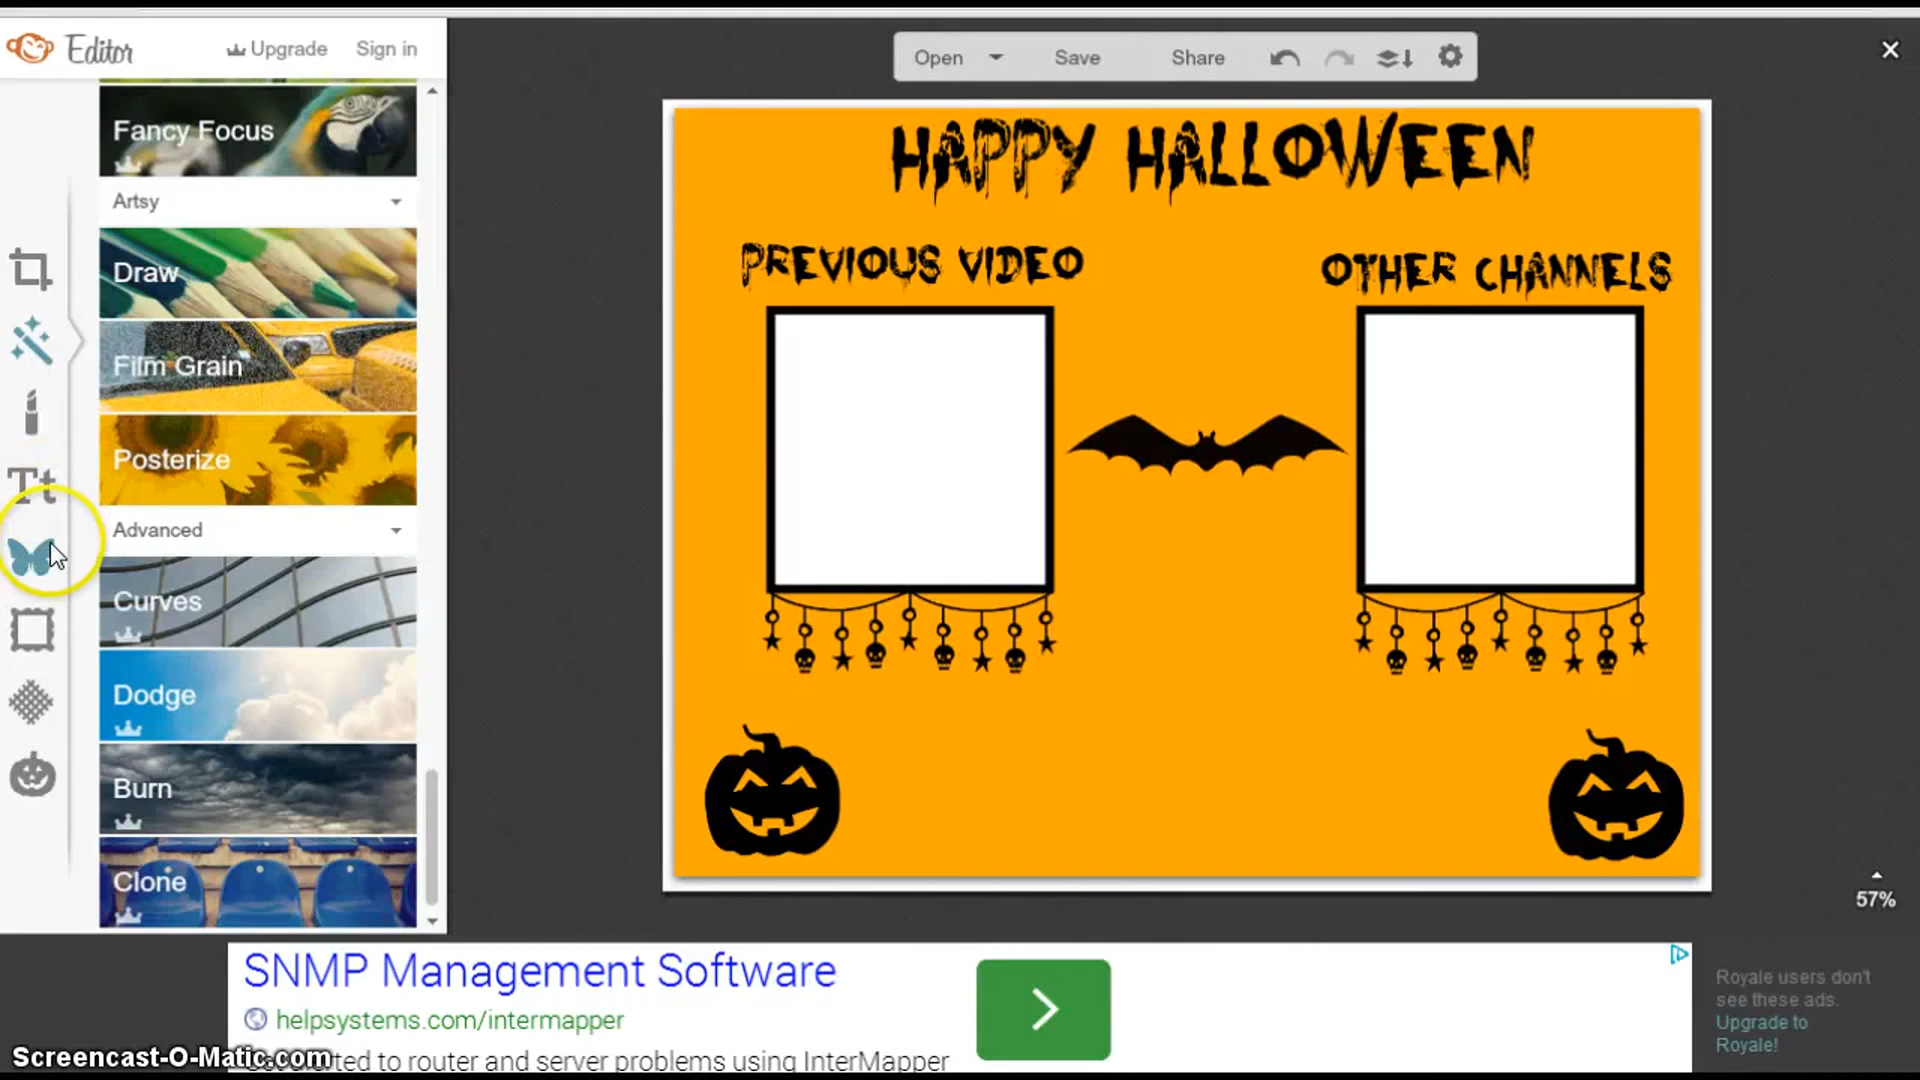 Editor
Upgrade
Sign in
Open
Save
Share
Fancy Focus
Artsy
Draw
Film Grain
Posterize
Advanced
Curves
Dodge
Burn
Clone
Tt
HAPPY HALLOWEEN
PREVIOUS VIDEO
OTHER CHANNELS
57%
SNMP Management Software
helpsystems.com/intermapper
to router and server problems using InterMapper
Royale users don't
see these ads.
Upgrade to
Royale!
Screencast-O-Matic.com